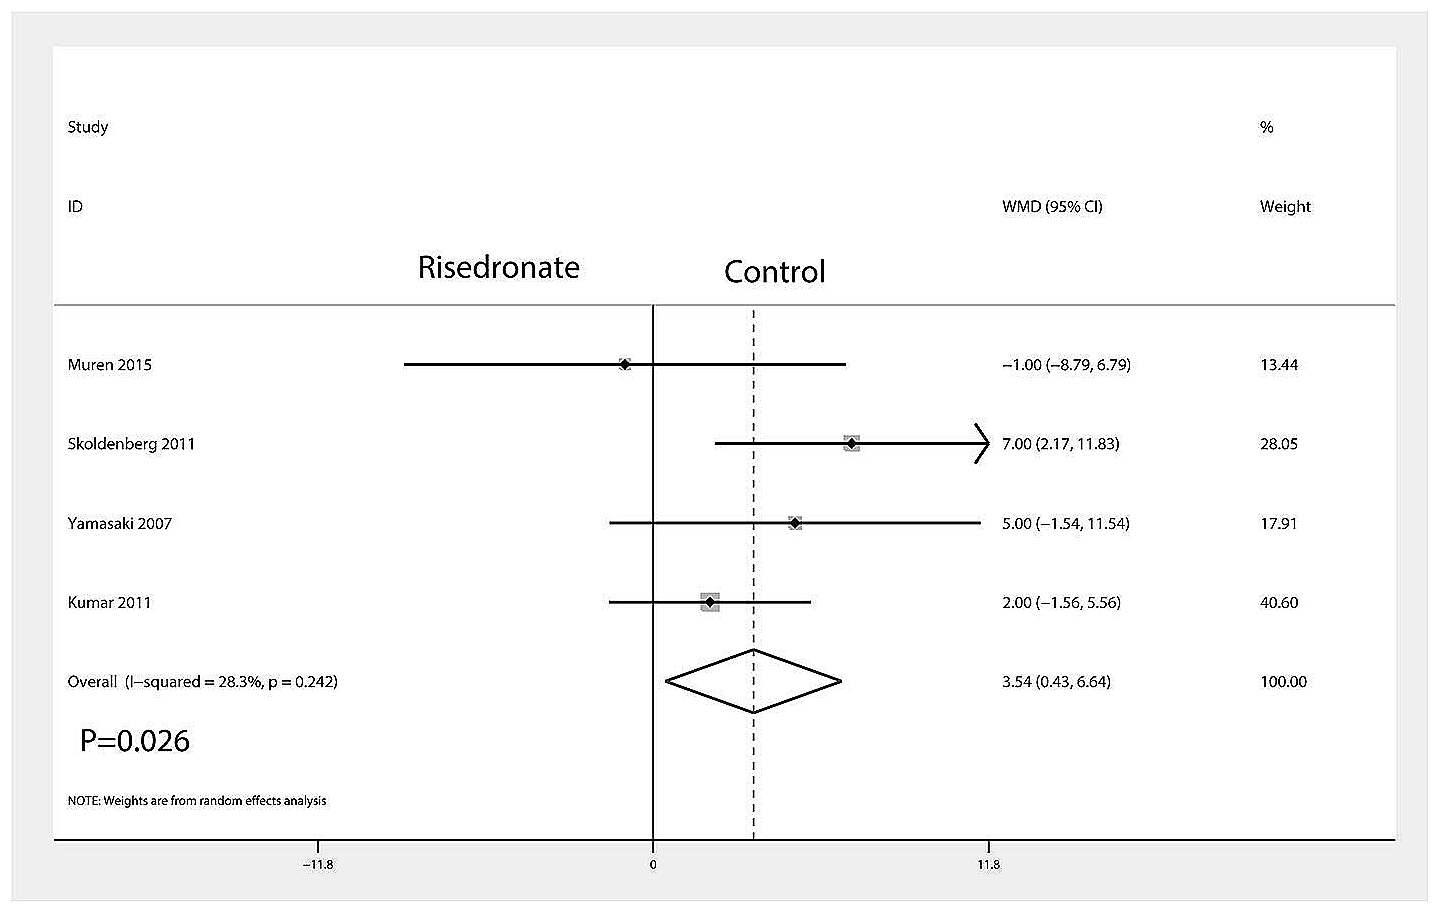 Study %
ID WMD (95% CI) Weight
Risedronate Control
Muren 2015 −1.00 (−8.79, 6.79) 13.44
Skoldenberg 2011 7.00 (2.17, 11.83) 28.05
Yamasaki 2007 5.00 (−1.54, 11.54) 17.91
Kumar 2011 2.00 (−1.56, 5.56) 40.60
Overall (I−squared = 28.3%, p = 0.242) 3.54 (0.43, 6.64) 100.00
P=0.026
NOTE: Weights are from random effects analysis
−11.8 0 11.8